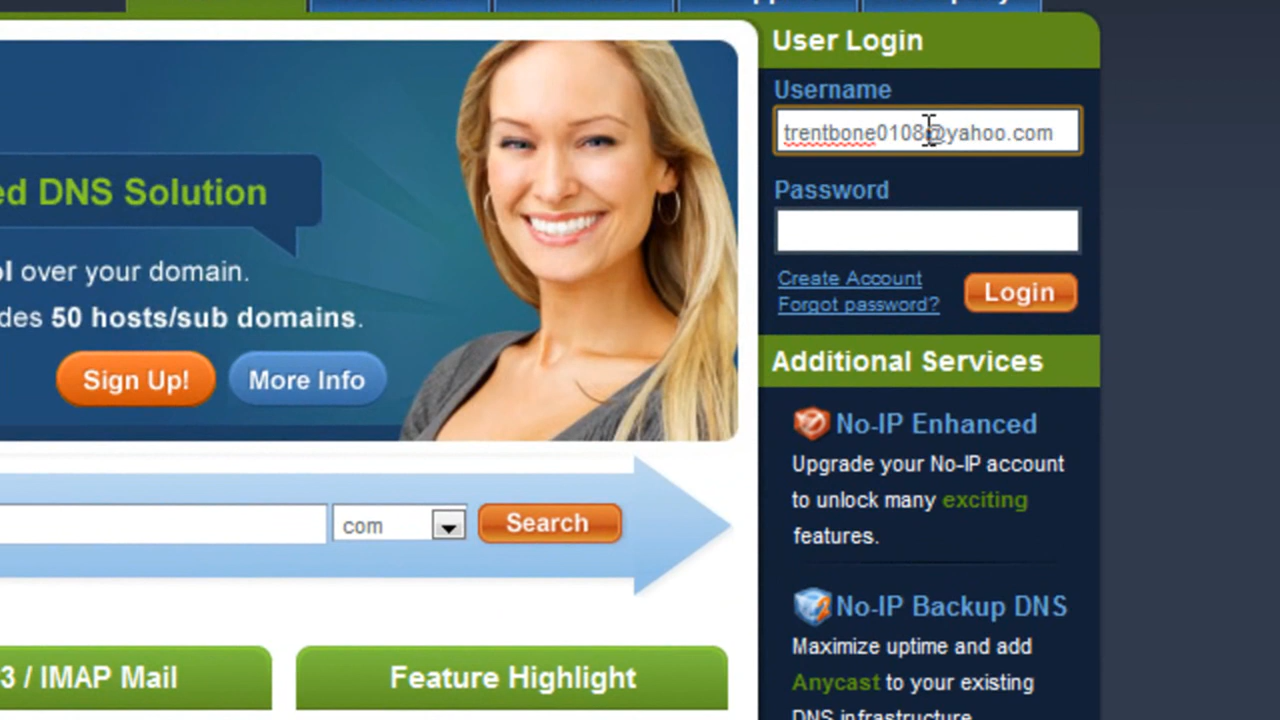 User Login
Username
trentbone0108@yahoo.com
Password
Create Account
Forgot password?
Login
ed DNS Solution
ol over your domain.
des 50 hosts/sub domains.
Sign Up!
More Info
com
Search
3 / IMAP Mail
Feature Highlight
Additional Services
No-IP Enhanced
Upgrade your No-IP account
to unlock many exciting
features.
No-IP Backup DNS
Maximize uptime and add
Anycast to your existing
DNS infrastructure